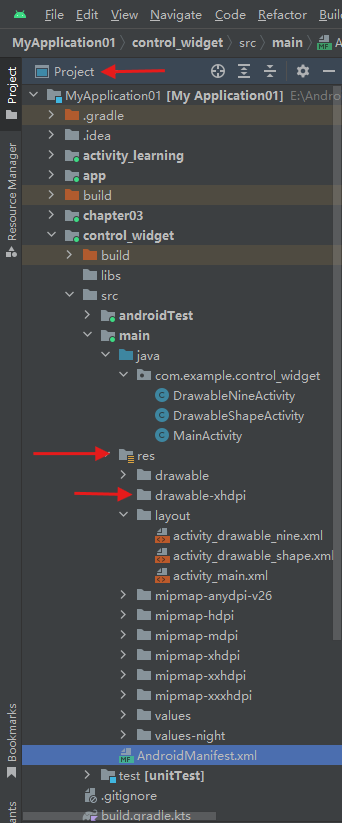 File Edit View Navigate Code Refactor Build
MyApplication01 control_widget src main
Project
MyApplication01 [My Application01] E:\Andro
.gradle
.idea
activity_learning
app
build
chapter03
control_widget
build
libs
src
androidTest
main
java
com.example.control_widget
DrawableNineActivity
DrawableShapeActivity
MainActivity
res
drawable
drawable-xhdpi
layout
activity_drawable_nine.xml
activity_drawable_shape.xml
activity_main.xml
mipmap-anydpi-v26
mipmap-hdpi
mipmap-mdpi
mipmap-xhdpi
mipmap-xxhdpi
mipmap-xxxhdpi
values
values-night
AndroidManifest.xml
test [unitTest]
.gitignore
build.gradle.kts
Project
Resource Manager
Bookmarks